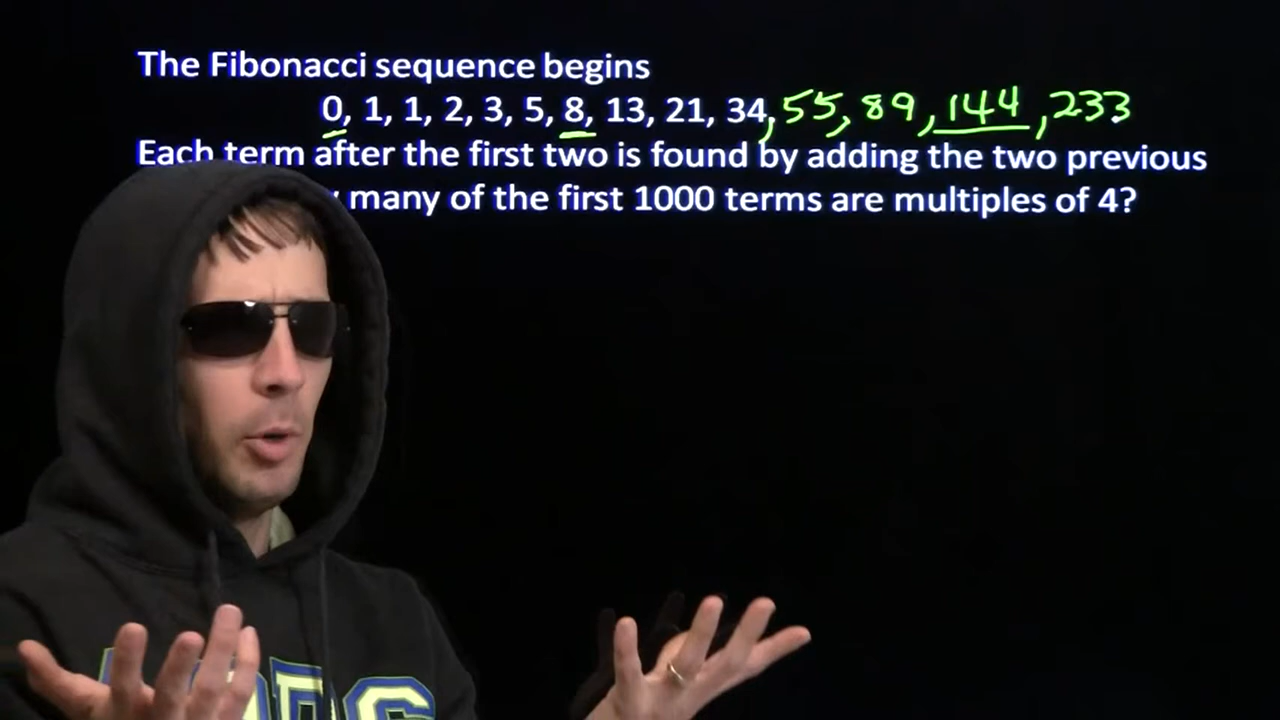 The Fibonacci sequence begins
0, 1, 1, 2, 3, 5, 8, 13, 21, 34, 55, 89, 144, 233
Each term after the first two is found by adding the two previous
many of the first 1000 terms are multiples of 4?